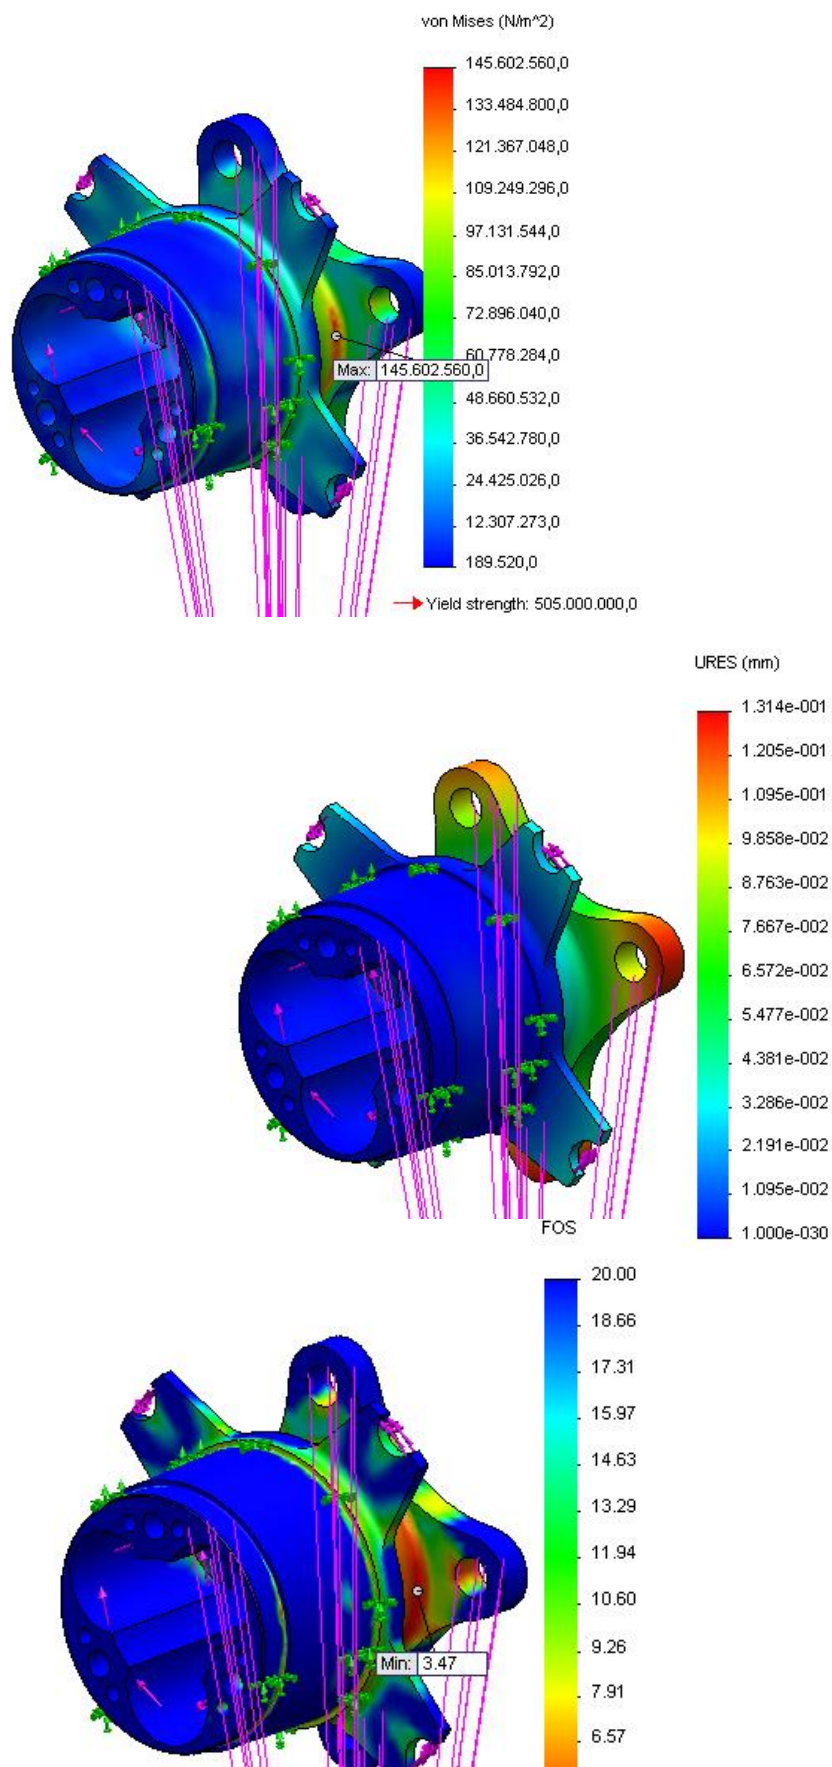 von Mises (N/m^2)
145.602.560,0
133.484.800,0
121.367.048,0
109.249.296,0
97.131.544,0
85.013.792,0
72.896.040,0
60.778.284,0
Max: 145.602.560,0
48.660.532,0
36.542.780,0
24.425.026,0
12.307.273,0
189.520,0
Yield strength: 505.000.000,0
URES (mm)
1.314e-001
1.205e-001
1.095e-001
9.858e-002
8.763e-002
7.667e-002
6.572e-002
5.477e-002
4.381e-002
3.286e-002
2.191e-002
1.095e-002
1.000e-030
FOS
20.00
18.66
17.31
15.97
14.63
13.29
11.94
10.60
9.26
Min: 3.47
7.91
6.57